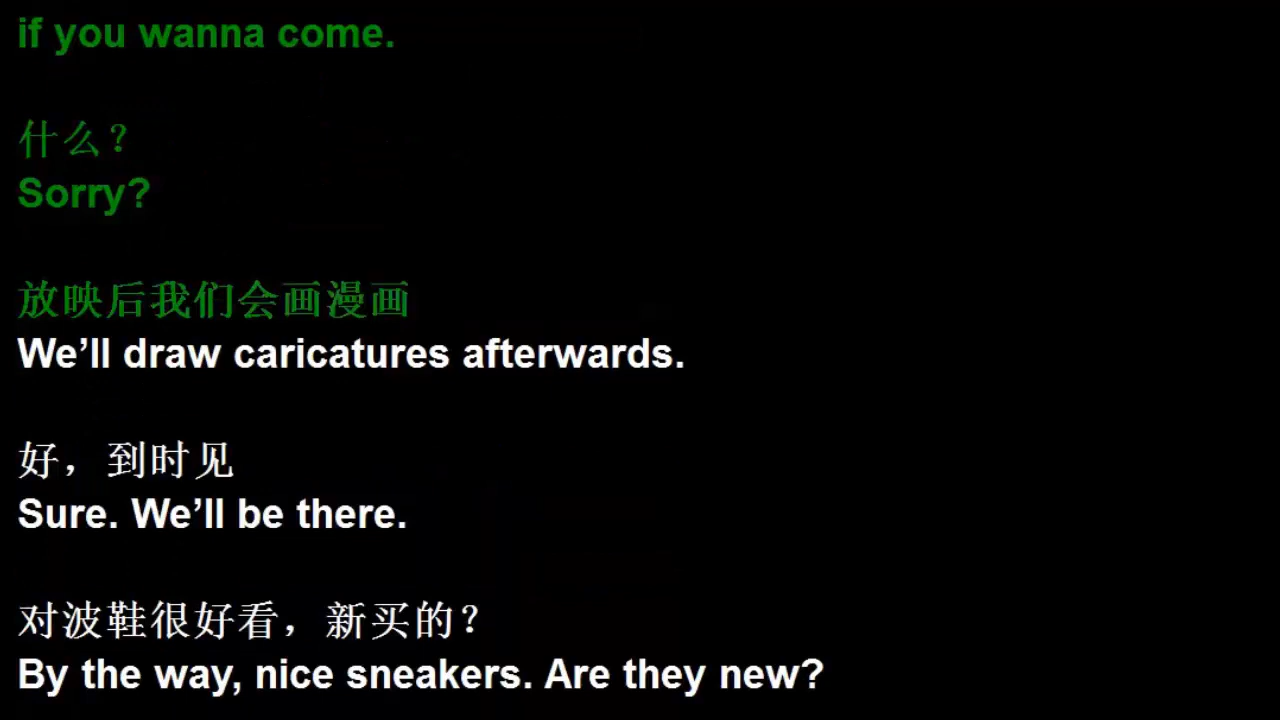 if you wanna come.
什么？
Sorry?
放映后我们会画漫画
We’ll draw caricatures afterwards.
好，到时见
Sure. We’ll be there.
对波鞋很好看，新买的？
By the way, nice sneakers. Are they new?